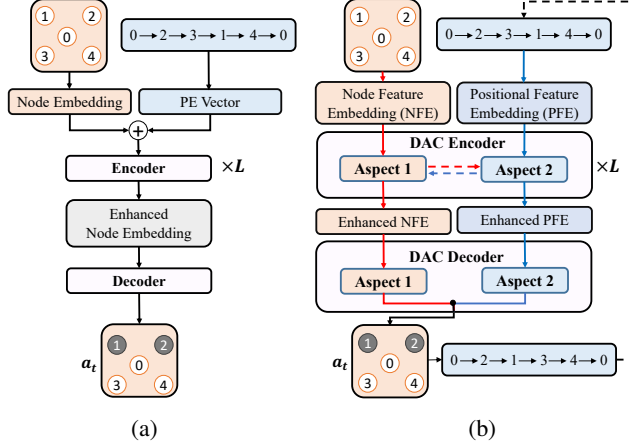 1 2
0
3 4
0→2→3→1→4→0
Node Embedding
PE Vector
+
Encoder
×L
Enhanced
Node Embedding
Decoder
a_t
1 2
0
3 4
(a)
1 2
0
3 4
0→2→3→1→4→0
Node Feature
Embedding (NFE)
Positional Feature
Embedding (PFE)
DAC Encoder
Aspect 1
Aspect 2
×L
Enhanced NFE
Enhanced PFE
DAC Decoder
Aspect 1
Aspect 2
a_t
1 2
0
3 4
0→2→1→3→4→0
(b)